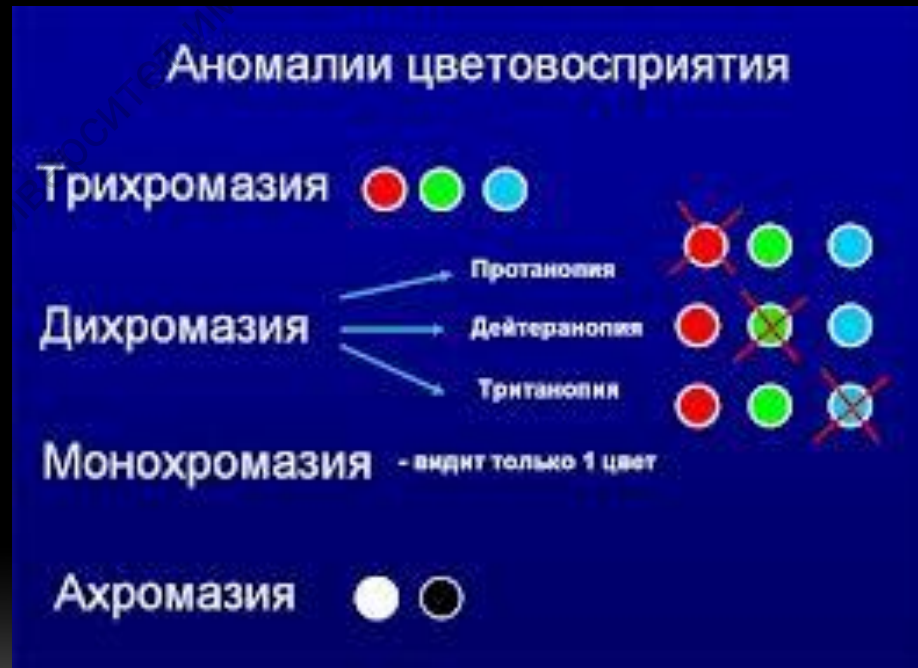 Аномалии цветовосприятия
Трихромазия
Дихромазия
Протанопия
Дейтеранопия
Тританопия
Монохромазия - видит только 1 цвет
Ахромазия